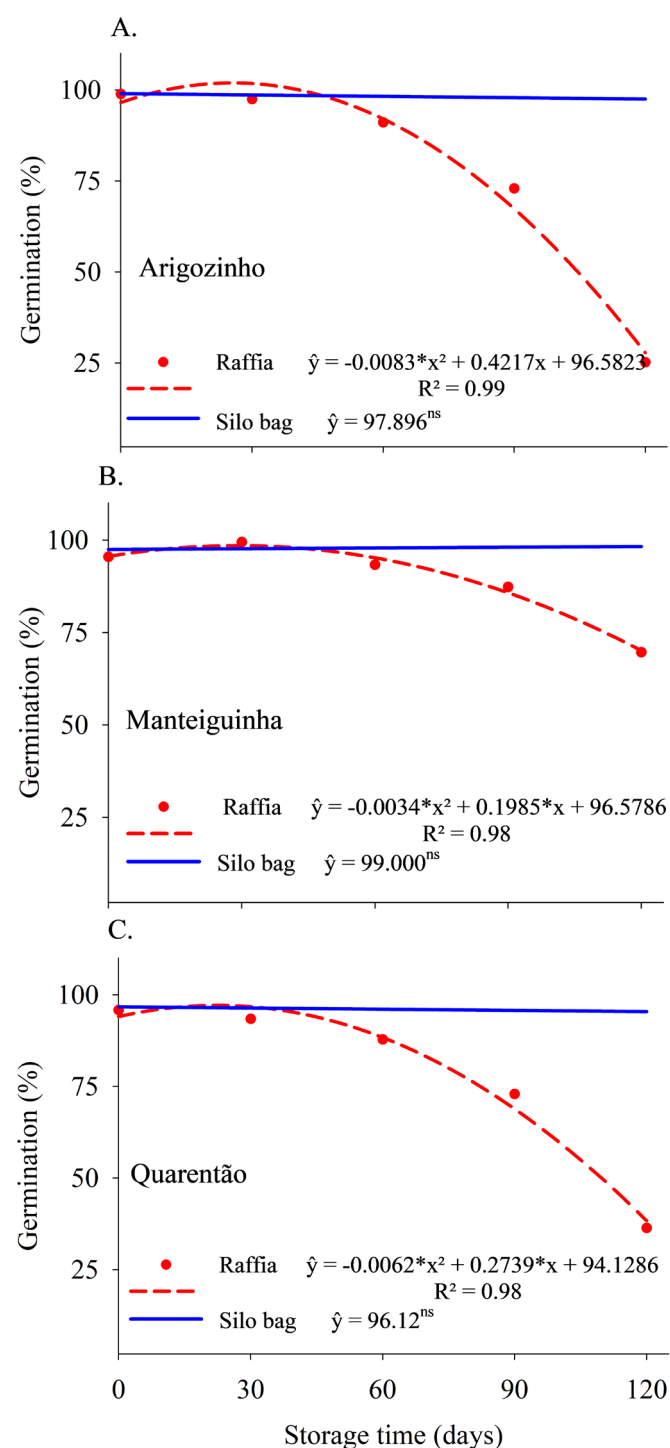 A.
100
75
50
25
Germination (%)
Arigozinho
Raffia ŷ = -0.0083*x² + 0.4217x + 96.5823
R² = 0.99
Silo bag ŷ = 97.896ⁿˢ
B.
100
75
50
25
Germination (%)
Manteiguinha
Raffia ŷ = -0.0034*x² + 0.1985*x + 96.5786
R² = 0.98
Silo bag ŷ = 99.000ⁿˢ
C.
100
75
50
25
Germination (%)
Quarentão
Raffia ŷ = -0.0062*x² + 0.2739*x + 94.1286
R² = 0.98
Silo bag ŷ = 96.12ⁿˢ
0 30 60 90 120
Storage time (days)